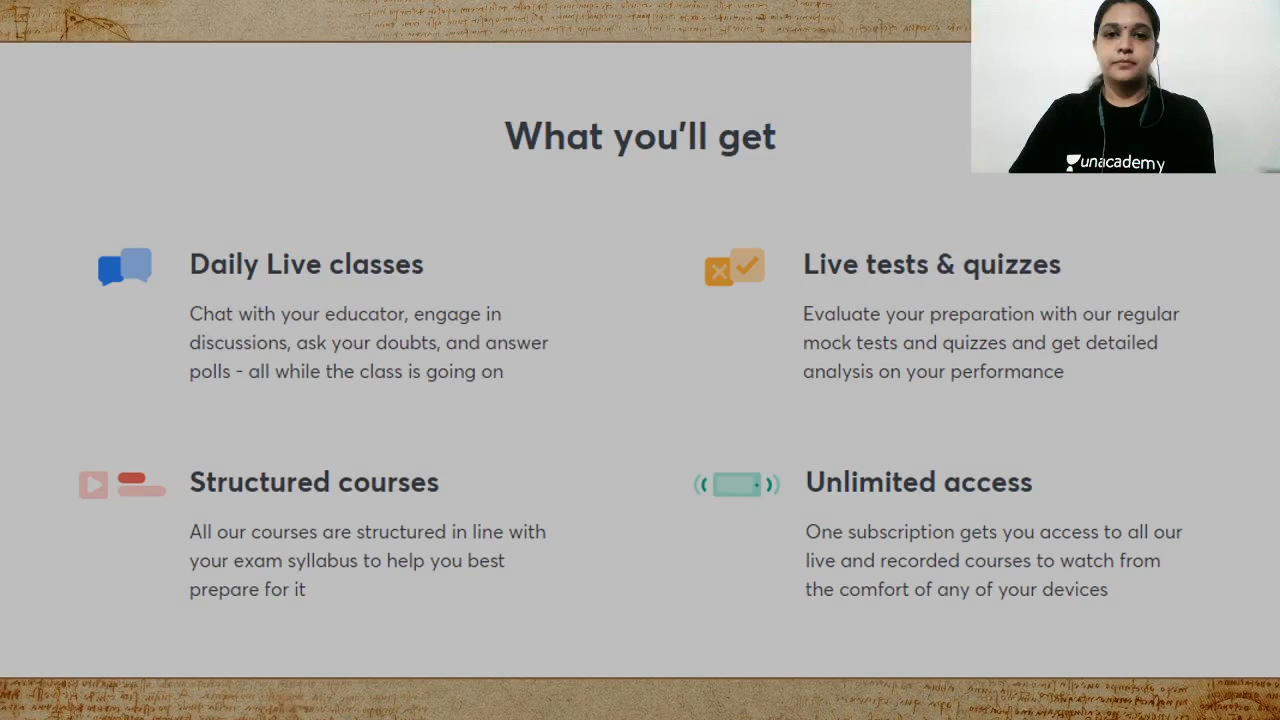 What you'll get
unacademy
Daily Live classes
Chat with your educator, engage in
discussions, ask your doubts, and answer
polls - all while the class is going on
Live tests & quizzes
Evaluate your preparation with our regular
mock tests and quizzes and get detailed
analysis on your performance
Structured courses
All our courses are structured in line with
your exam syllabus to help you best
prepare for it
Unlimited access
One subscription gets you access to all our
live and recorded courses to watch from
the comfort of any of your devices